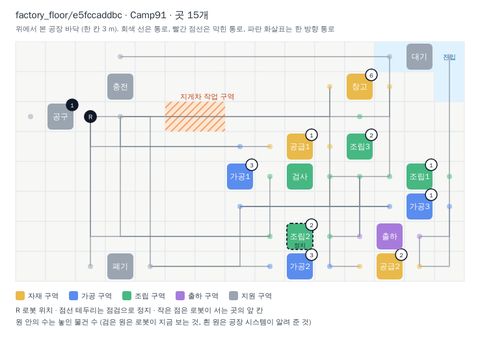 factory_floor/e5fccaddbc · Camp91 · 곳 15개
위에서 본 공장 바닥 (한 칸 3 m). 회색 선은 통로, 빨간 점선은 막힌 통로, 파란 화살표는 한 방향 통로
대기
충전
지게차 작업 구역
창고
6
공구
1
R
공급1
1
조립3
2
가공1
3
검사
조립1
1
가공3
1
조립2
2
출하
폐기
가공2
3
공급2
2
자재 구역
가공 구역
조립 구역
출하 구역
지원 구역
R 로봇 위치 · 점선 테두리는 점검으로 정지 · 작은 점은 로봇이 서는 곳의 앞 칸
원 안의 수는 놓인 물건 수 (검은 원은 로봇이 지금 보는 것, 흰 원은 공장 시스템이 알려 준 것)